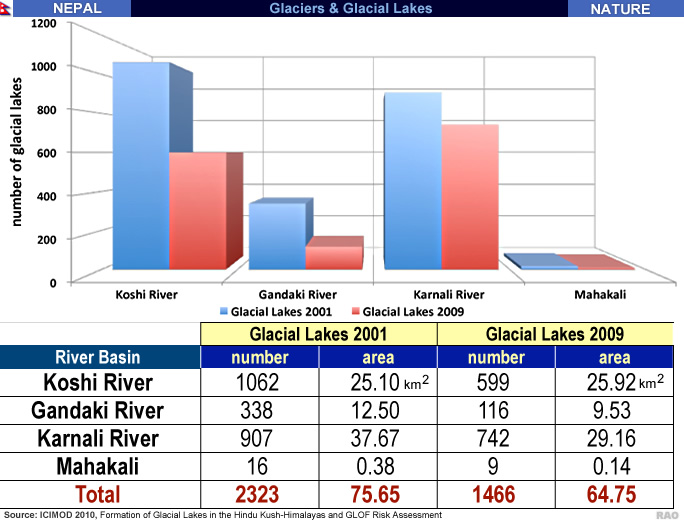 NEPAL Glaciers & Glacial Lakes NATURE
number of glacial lakes
1200
1000
800
600
400
200
0
Koshi River Gandaki River Karnali River Mahakali
Glacial Lakes 2001 Glacial Lakes 2009
Glacial Lakes 2001 Glacial Lakes 2009
River Basin number area number area
Koshi River 1062 25.10 km² 599 25.92 km²
Gandaki River 338 12.50 116 9.53
Karnali River 907 37.67 742 29.16
Mahakali 16 0.38 9 0.14
Total 2323 75.65 1466 64.75
Source: ICIMOD 2010, Formation of Glacial Lakes in the Hindu Kush-Himalayas and GLOF Risk Assessment RAO